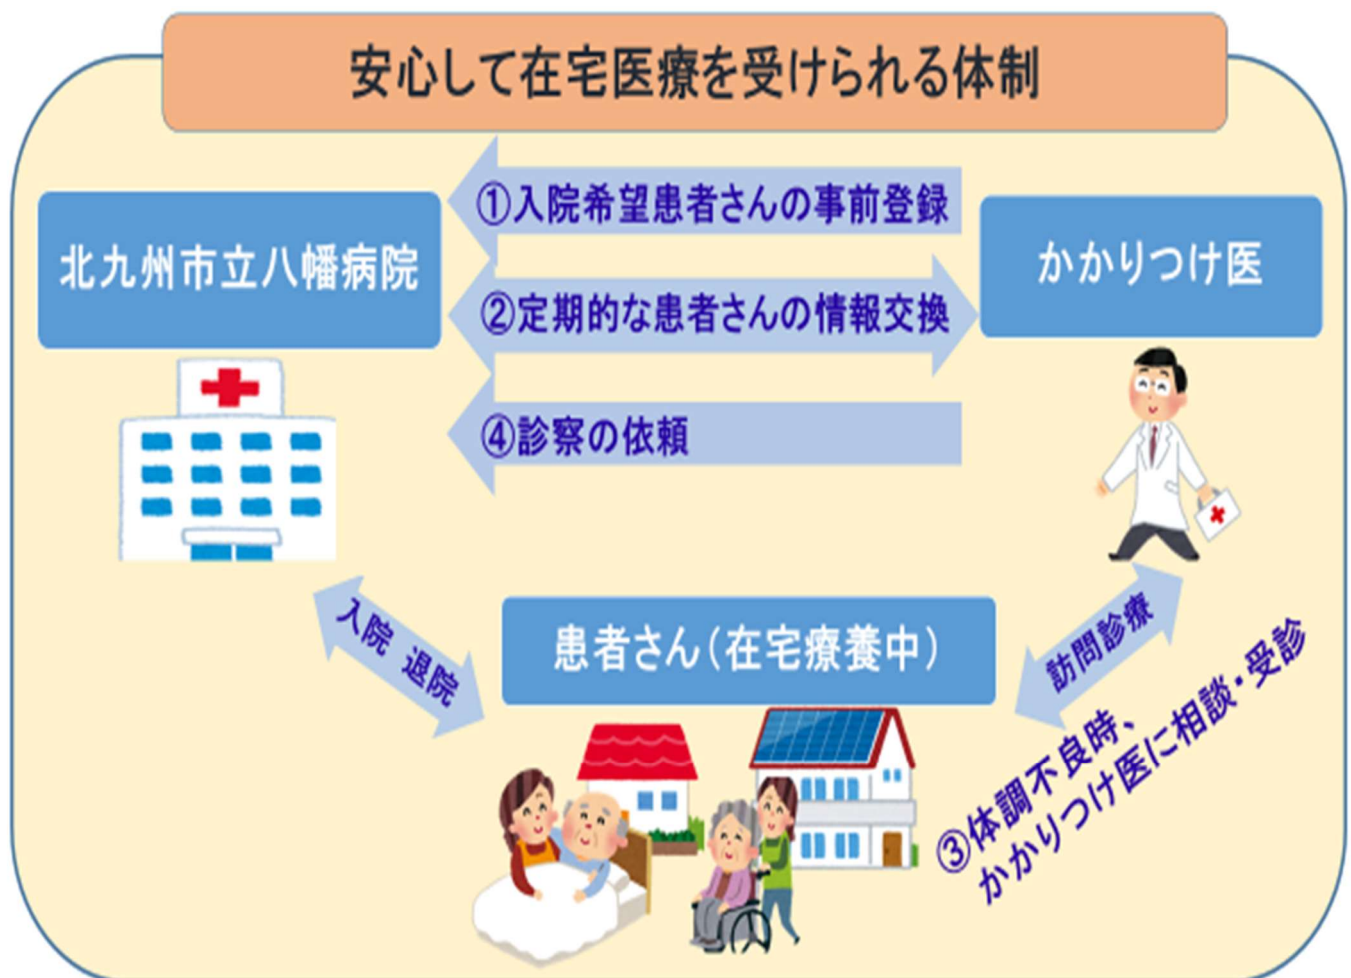 安心して在宅医療を受けられる体制
①入院希望患者さんの事前登録
北九州市立八幡病院
かかりつけ医
②定期的な患者さんの情報交換
④診察の依頼
入院 退院
患者さん(在宅療養中)
訪問診療
③体調不良時、
かかりつけ医に相談・受診